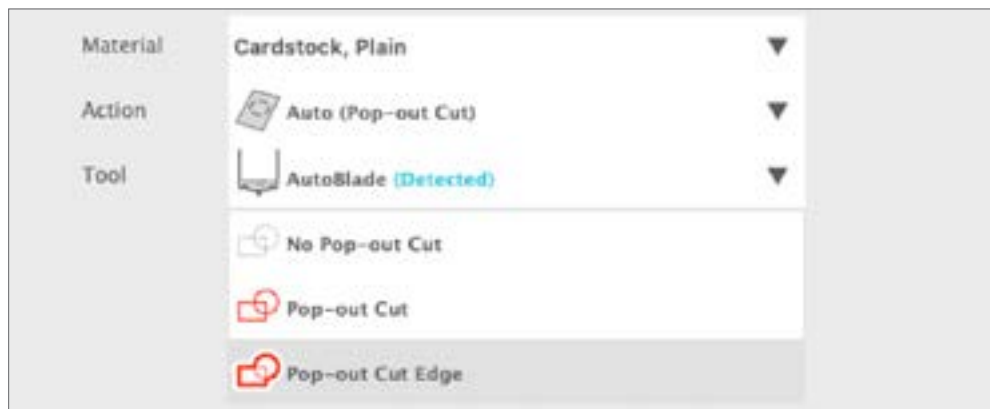 Material Cardstock, Plain
Action Auto (Pop-out Cut)
Tool AutoBlade (Detected)
No Pop-out Cut
Pop-out Cut
Pop-out Cut Edge